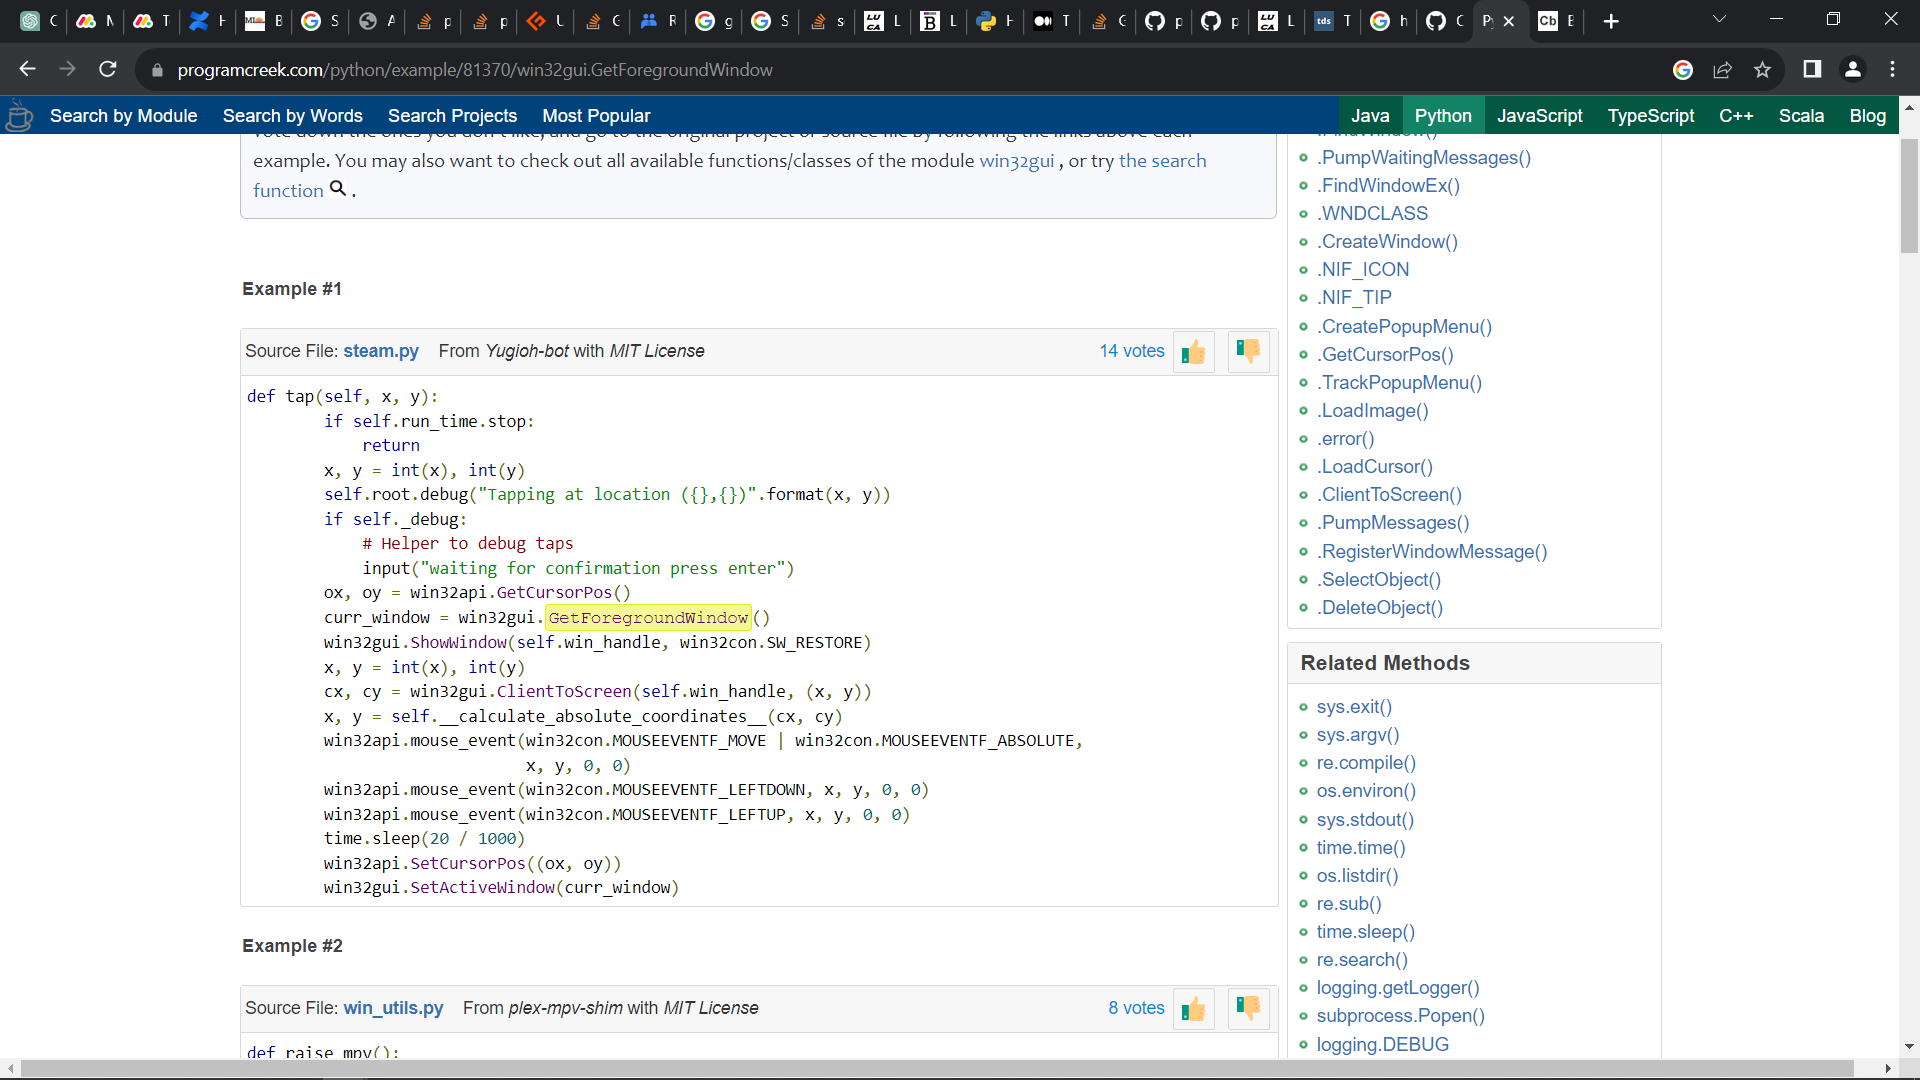 programcreek.com/python/example/81370/win32gui.GetForegroundWindow
Search by Module Search by Words Search Projects Most Popular Java Python JavaScript TypeScript C++ Scala Blog
example. You may also want to check out all available functions/classes of the module win32gui , or try the search
function .
Example #1
Source File: steam.py From Yugioh-bot with MIT License 14 votes
def tap(self, x, y):
if self.run_time.stop:
return
x, y = int(x), int(y)
self.root.debug("Tapping at location ({},{})".format(x, y))
if self._debug:
# Helper to debug taps
input("waiting for confirmation press enter")
ox, oy = win32api.GetCursorPos()
curr_window = win32gui.GetForegroundWindow()
win32gui.ShowWindow(self.win_handle, win32con.SW_RESTORE)
x, y = int(x), int(y)
cx, cy = win32gui.ClientToScreen(self.win_handle, (x, y))
x, y = self.__calculate_absolute_coordinates__(cx, cy)
win32api.mouse_event(win32con.MOUSEEVENTF_MOVE | win32con.MOUSEEVENTF_ABSOLUTE,
x, y, 0, 0)
win32api.mouse_event(win32con.MOUSEEVENTF_LEFTDOWN, x, y, 0, 0)
win32api.mouse_event(win32con.MOUSEEVENTF_LEFTUP, x, y, 0, 0)
time.sleep(20 / 1000)
win32api.SetCursorPos((ox, oy))
win32gui.SetActiveWindow(curr_window)
Example #2
Source File: win_utils.py From plex-mpv-shim with MIT License 8 votes
def raise_mpv():
.PumpWaitingMessages()
.FindWindowEx()
.WNDCLASS
.CreateWindow()
.NIF_ICON
.NIF_TIP
.CreatePopupMenu()
.GetCursorPos()
.TrackPopupMenu()
.LoadImage()
.error()
.LoadCursor()
.ClientToScreen()
.PumpMessages()
.RegisterWindowMessage()
.SelectObject()
.DeleteObject()
Related Methods
sys.exit()
sys.argv()
re.compile()
os.environ()
sys.stdout()
time.time()
os.listdir()
re.sub()
time.sleep()
re.search()
logging.getLogger()
subprocess.Popen()
logging.DEBUG